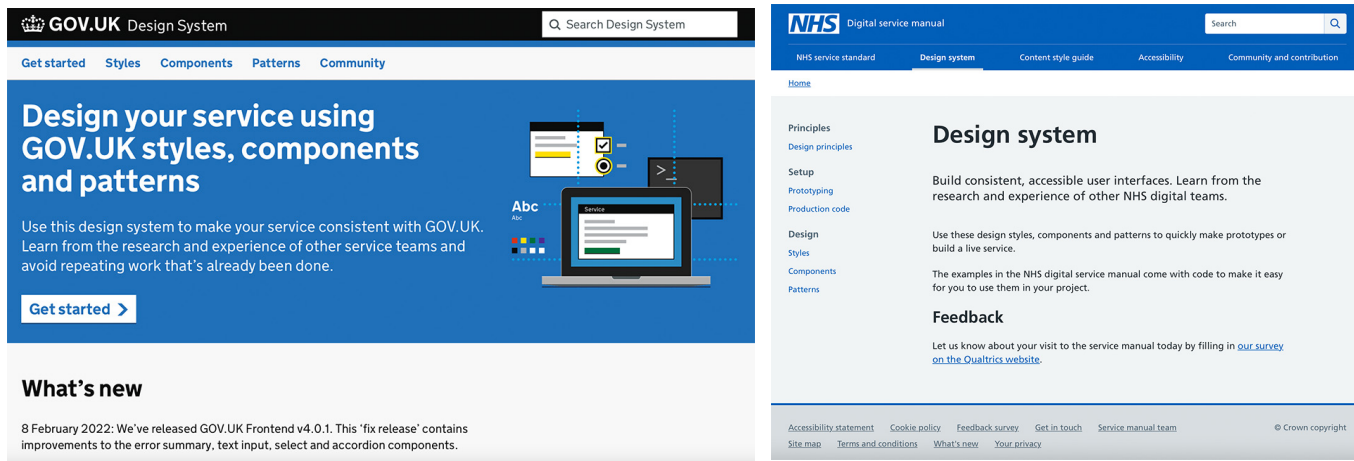 GOV.UK Design System
Search Design System
Get started Styles Components Patterns Community
Design your service using
GOV.UK styles, components
and patterns
Use this design system to make your service consistent with GOV.UK.
Learn from the research and experience of other service teams and
avoid repeating work that's already been done.
Get started
Abc
Abc
Service
>_
What's new
8 February 2022: We've released GOV.UK Frontend v4.0.1. This 'fix release' contains
improvements to the error summary, text input, select and accordion components.
NHS Digital service manual
Search
NHS service standard Design system Content style guide Accessibility Community and contribution
Home
Principles
Design principles
Setup
Prototyping
Production code
Design
Styles
Components
Patterns
Design system
Build consistent, accessible user interfaces. Learn from the
research and experience of other NHS digital teams.
Use these design styles, components and patterns to quickly make prototypes or
build a live service.
The examples in the NHS digital service manual come with code to make it easy
for you to use them in your project.
Feedback
Let us know about your visit to the service manual today by filling in our survey
on the Qualtrics website.
Accessibility statement Cookie policy Feedback survey Get in touch Service manual team © Crown copyright
Site map Terms and conditions What's new Your privacy